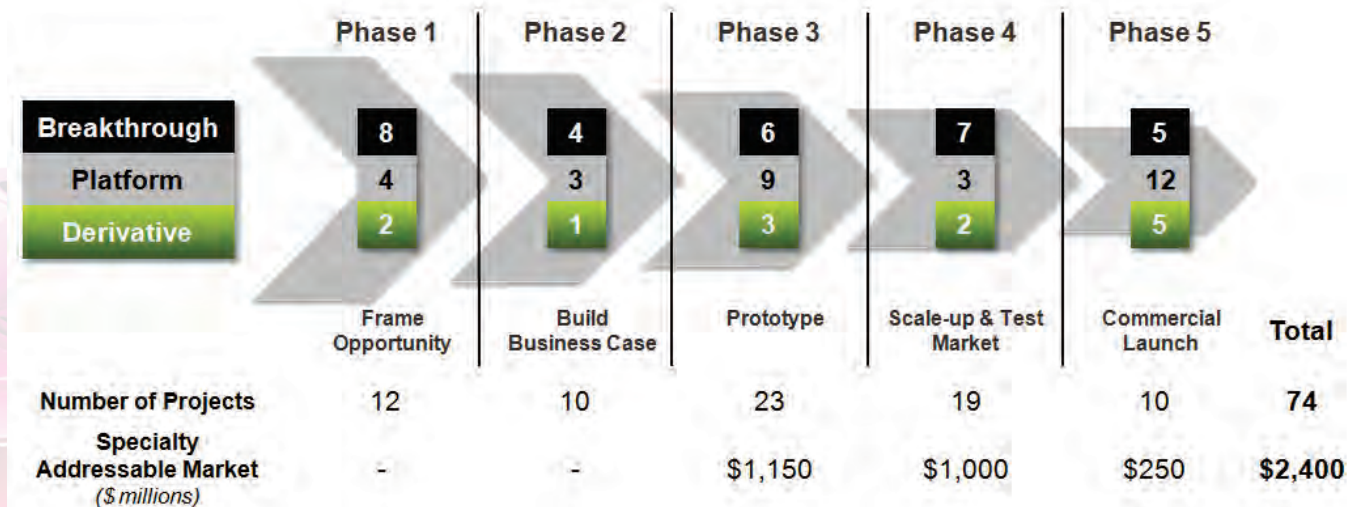 Phase 1 Phase 2 Phase 3 Phase 4 Phase 5
Breakthrough 8 4 6 7 5
Platform 4 3 9 3 12
Derivative 2 1 3 2 5
Frame
Opportunity
Build
Business Case
Prototype
Scale-up & Test
Market
Commercial
Launch
Total
Number of Projects 12 10 23 19 10 74
Specialty
Addressable Market - - $1,150 $1,000 $250 $2,400
($ millions)